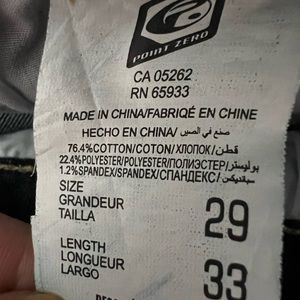 POINT ZERO
CA 05262
RN 65933
MADE IN CHINA/FABRIQÉ EN CHINE
HECHO EN CHINA/ صنع في الصين
76.4%COTTON/COTON/ХЛОПОК/قطن
22.4%POLYESTER/POLYESTER/ПОЛИЭСТЕР/بوليستر
1.2%SPANDEX/SPANDEX/СПАНДЕКС/سبانديكس
SIZE
GRANDEUR 29
TAILLA
LENGTH
LONGUEUR 33
LARGO